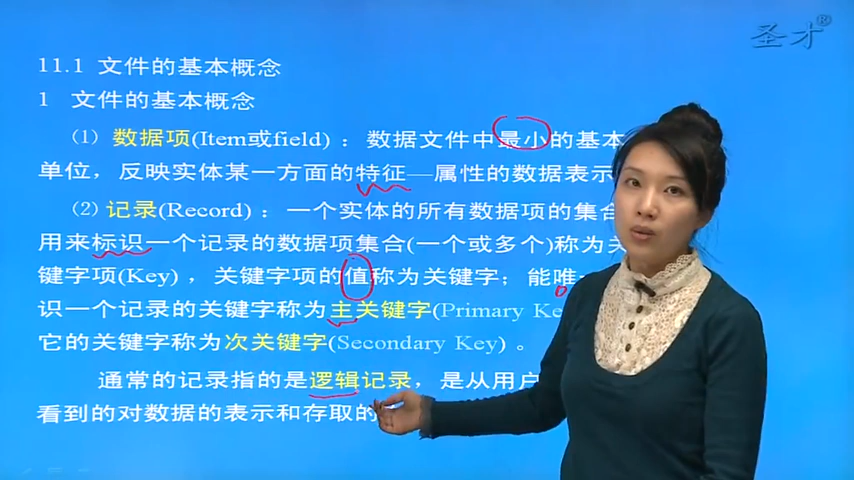 圣才®
11.1 文件的基本概念
1 文件的基本概念
⑴ 数据项(Item或field)：数据文件中最小的基本
单位，反映实体某一方面的特征—属性的数据表示
⑵ 记录(Record)：一个实体的所有数据项的集合
用来标识一个记录的数据项集合(一个或多个)称为关
键字项(Key)，关键字项的值称为关键字；能唯
识一个记录的关键字称为主关键字(Primary Ke
它的关键字称为次关键字(Secondary Key) 。
通常的记录指的是逻辑记录，是从用户
看到的对数据的表示和存取的